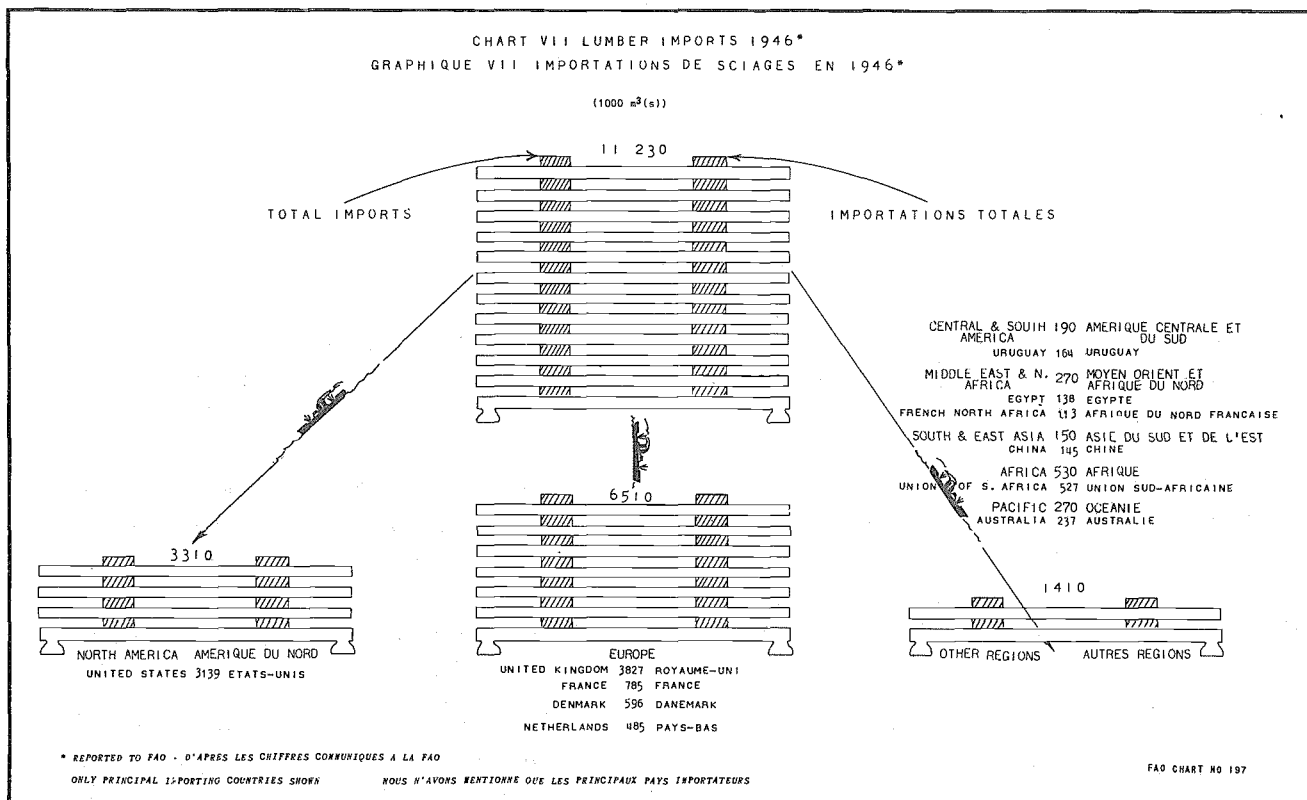 CHART VII LUMBER IMPORTS 1946*
GRAPHIQUE VII IMPORTATIONS DE SCIAGES EN 1946*
(1000 m³(s))
11 230
TOTAL IMPORTS
IMPORTATIONS TOTALES
CENTRAL & SOUTH AMERICA 190 AMERIQUE CENTRALE ET DU SUD
URUGUAY 164 URUGUAY
MIDDLE EAST & N. AFRICA 270 MOYEN ORIENT ET AFRIQUE DU NORD
EGYPT 138 EGYPTE
FRENCH NORTH AFRICA 113 AFRIQUE DU NORD FRANCAISE
SOUTH & EAST ASIA 150 ASIE DU SUD ET DE L'EST
CHINA 145 CHINE
AFRICA 530 AFRIQUE
UNION OF S. AFRICA 527 UNION SUD-AFRICAINE
PACIFIC 270 OCEANIE
AUSTRALIA 237 AUSTRALIE
3310
NORTH AMERICA AMERIQUE DU NORD
UNITED STATES 3139 ETATS-UNIS
6510
EUROPE
UNITED KINGDOM 3827 ROYAUME-UNI
FRANCE 785 FRANCE
DENMARK 596 DANEMARK
NETHERLANDS 485 PAYS-BAS
1410
OTHER REGIONS AUTRES REGIONS
* REPORTED TO FAO - D'APRES LES CHIFFRES COMMUNIQUES A LA FAO
ONLY PRINCIPAL IMPORTING COUNTRIES SHOWN NOUS N'AVONS MENTIONNE QUE LES PRINCIPAUX PAYS IMPORTATEURS
FAO CHART NO 197